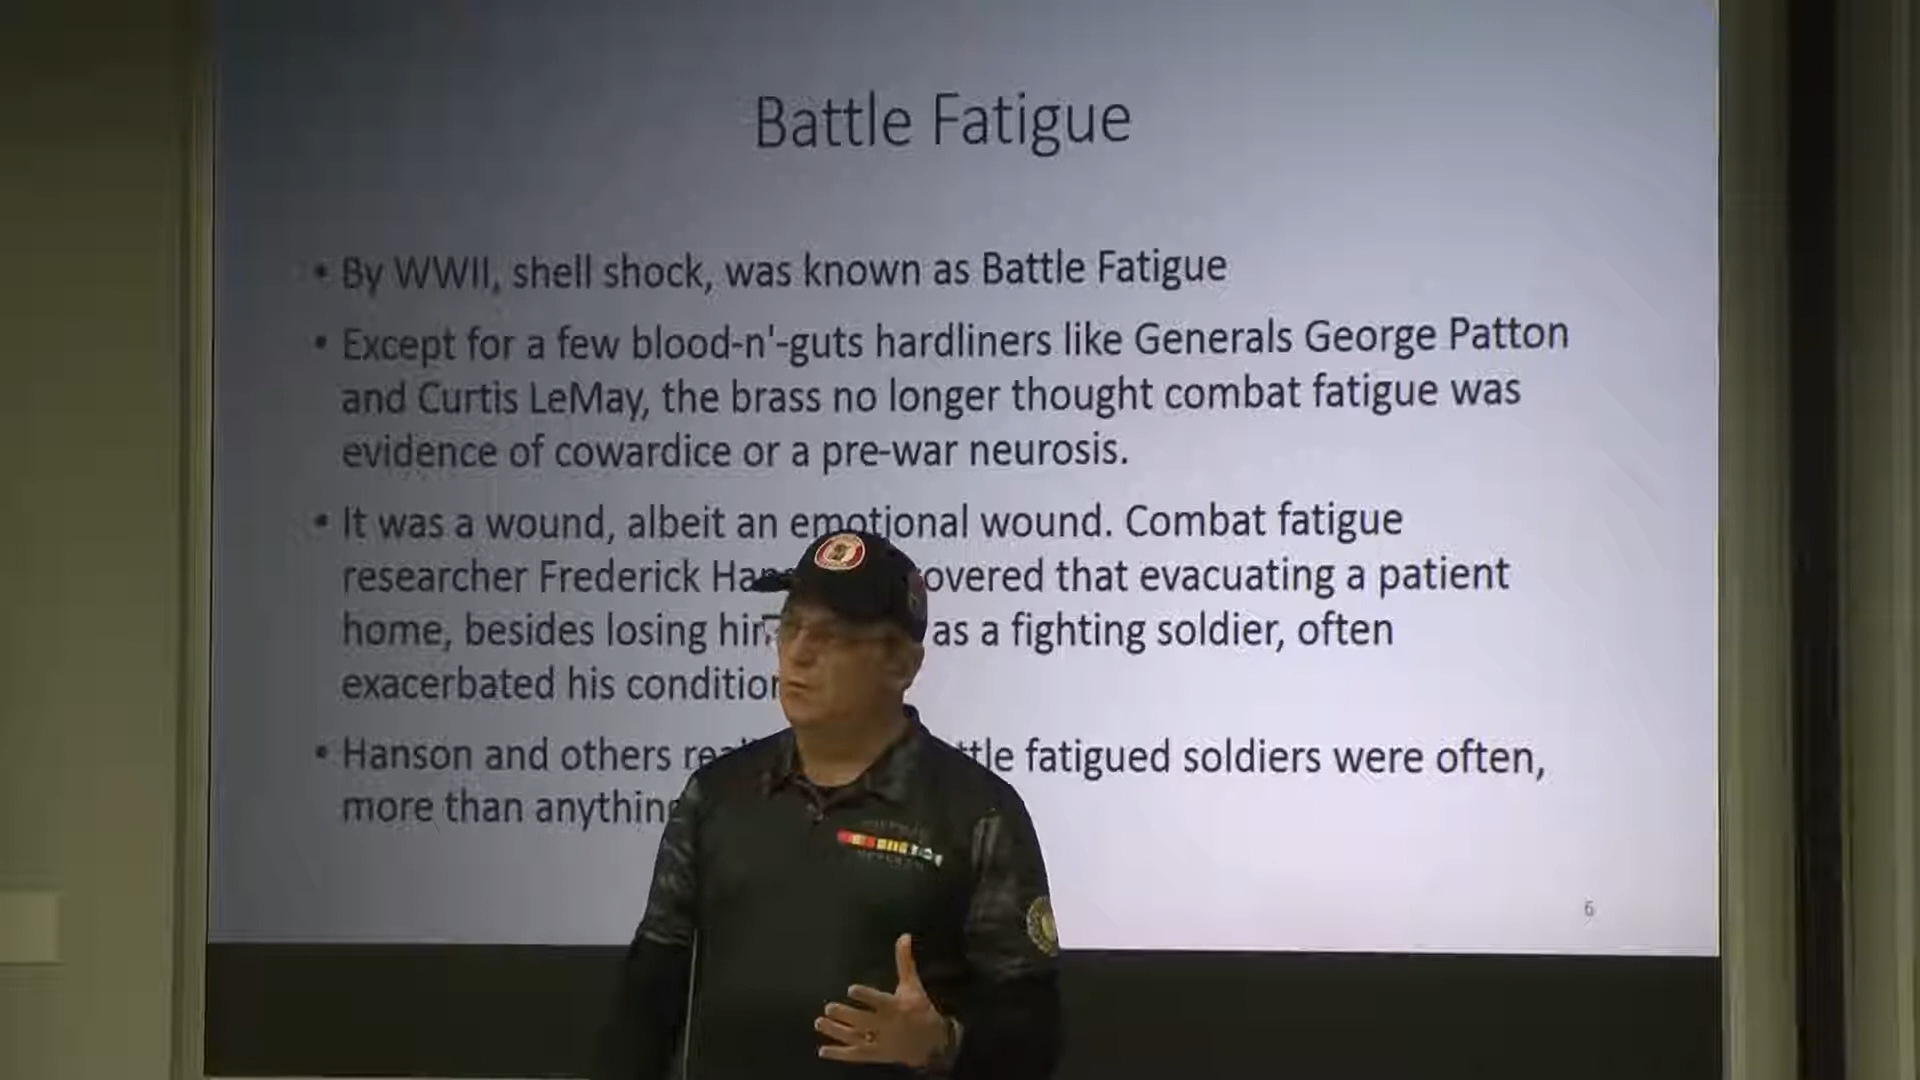 Battle Fatigue
• By WWII, shell shock, was known as Battle Fatigue
• Except for a few blood-n'-guts hardliners like Generals George Patton
and Curtis LeMay, the brass no longer thought combat fatigue was
evidence of cowardice or a pre-war neurosis.
• It was a wound, albeit an emotional wound. Combat fatigue
researcher Frederick overed that evacuating a patient
home, besides losing as a fighting soldier, often
exacerbated his condition
• Hanson and others fatigued soldiers were often,
more than anything
6